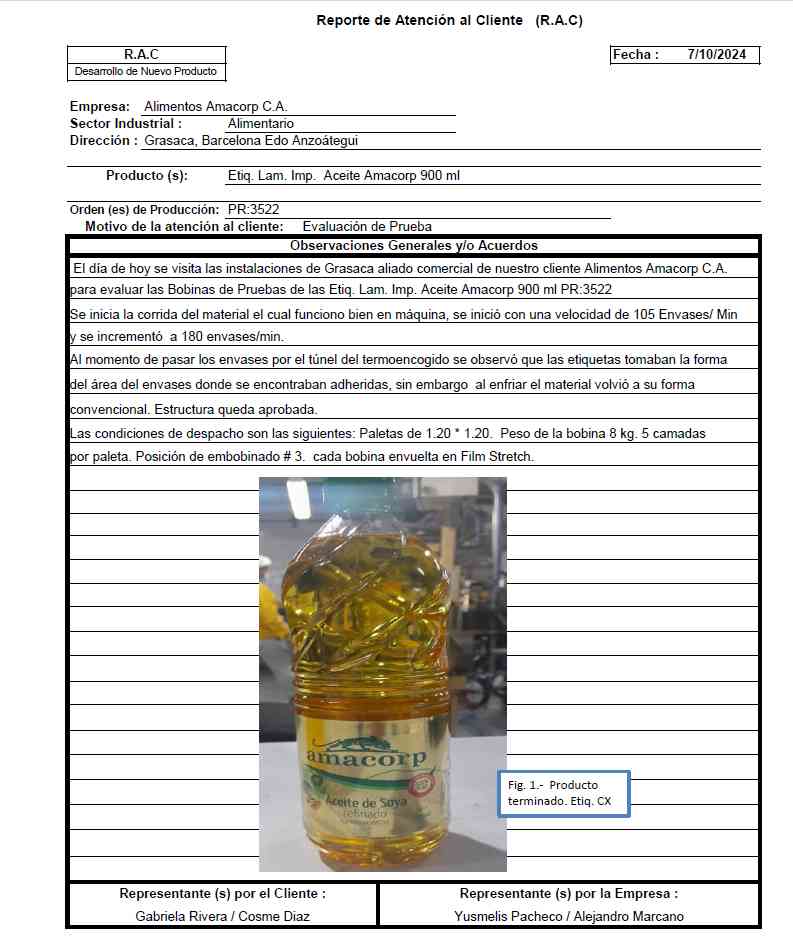 Reporte de Atención al Cliente (R.A.C)
R.A.C
Desarrollo de Nuevo Producto
Fecha : 7/10/2024
Empresa: Alimentos Amacorp C.A.
Sector Industrial : Alimentario
Dirección : Grasaca, Barcelona Edo Anzoátegui
Producto (s): Etiq. Lam. Imp. Aceite Amacorp 900 ml
Orden (es) de Producción: PR:3522
Motivo de la atención al cliente: Evaluación de Prueba
Observaciones Generales y/o Acuerdos
El día de hoy se visita las instalaciones de Grasaca aliado comercial de nuestro cliente Alimentos Amacorp C.A.
para evaluar las Bobinas de Pruebas de las Etiq. Lam. Imp. Aceite Amacorp 900 ml PR:3522
Se inicia la corrida del material el cual funciono bien en máquina, se inició con una velocidad de 105 Envases/ Min
y se incrementó a 180 envases/min.
Al momento de pasar los envases por el túnel del termoencogido se observó que las etiquetas tomaban la forma
del área del envases donde se encontraban adheridas, sin embargo al enfriar el material volvió a su forma
convencional. Estructura queda aprobada.
Las condiciones de despacho son las siguientes: Paletas de 1.20 * 1.20. Peso de la bobina 8 kg. 5 camadas
por paleta. Posición de embobinado # 3. cada bobina envuelta en Film Stretch.
amacorp
Aceite de Soya
refinado
Fig. 1.- Producto
terminado. Etiq. CX
Representante (s) por el Cliente :
Gabriela Rivera / Cosme Diaz
Representante (s) por la Empresa :
Yusmelis Pacheco / Alejandro Marcano